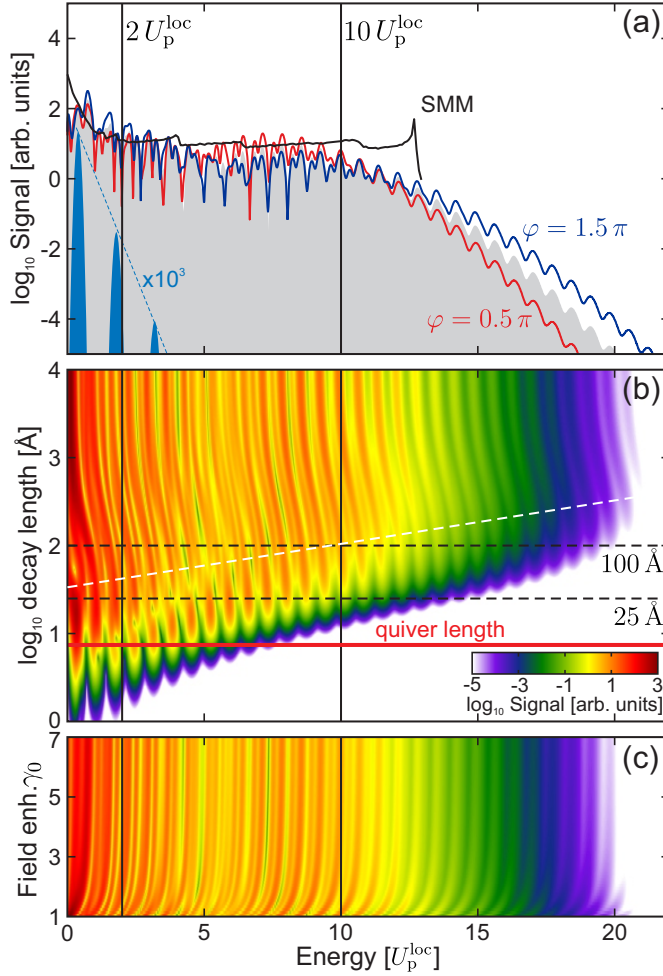 2 U_p^loc
10 U_p^loc
(a)
SMM
4
2
0
-2
-4
log₁₀ Signal [arb. units]
x10³
φ = 1.5 π
φ = 0.5 π
(b)
4
3
2
1
0
log₁₀ decay length [Å]
100 Å
25 Å
quiver length
-5 -3 -1 1 3
log₁₀ Signal [arb. units]
(c)
7
5
3
1
Field enh. γ₀
0 5 10 15 20
Energy [U_p^loc]